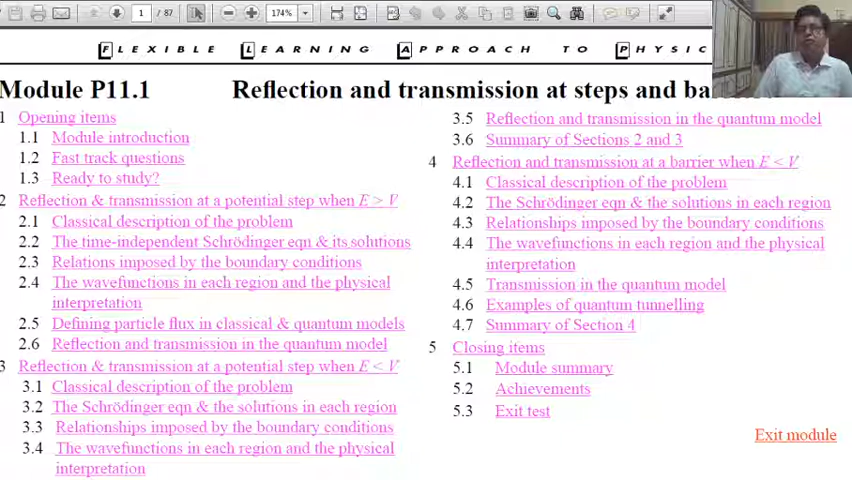 1 / 87
174%
FLEXIBLE LEARNING APPROACH TO PHYSIC
Module P11.1 Reflection and transmission at steps and ba
1 Opening items
1.1 Module introduction
1.2 Fast track questions
1.3 Ready to study?
2 Reflection & transmission at a potential step when E > V
2.1 Classical description of the problem
2.2 The time-independent Schrödinger eqn & its solutions
2.3 Relations imposed by the boundary conditions
2.4 The wavefunctions in each region and the physical
interpretation
2.5 Defining particle flux in classical & quantum models
2.6 Reflection and transmission in the quantum model
3 Reflection & transmission at a potential step when E < V
3.1 Classical description of the problem
3.2 The Schrödinger eqn & the solutions in each region
3.3 Relationships imposed by the boundary conditions
3.4 The wavefunctions in each region and the physical
interpretation
3.5 Reflection and transmission in the quantum model
3.6 Summary of Sections 2 and 3
4 Reflection and transmission at a barrier when E < V
4.1 Classical description of the problem
4.2 The Schrödinger eqn & the solutions in each region
4.3 Relationships imposed by the boundary conditions
4.4 The wavefunctions in each region and the physical
interpretation
4.5 Transmission in the quantum model
4.6 Examples of quantum tunnelling
4.7 Summary of Section 4
5 Closing items
5.1 Module summary
5.2 Achievements
5.3 Exit test
Exit module